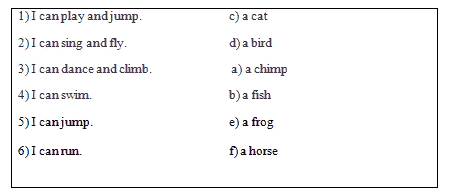 1) I can play and jump. c) a cat
2) I can sing and fly. d) a bird
3) I can dance and climb. a) a chimp
4) I can swim. b) a fish
5) I can jump. e) a frog
6) I can run. f) a horse